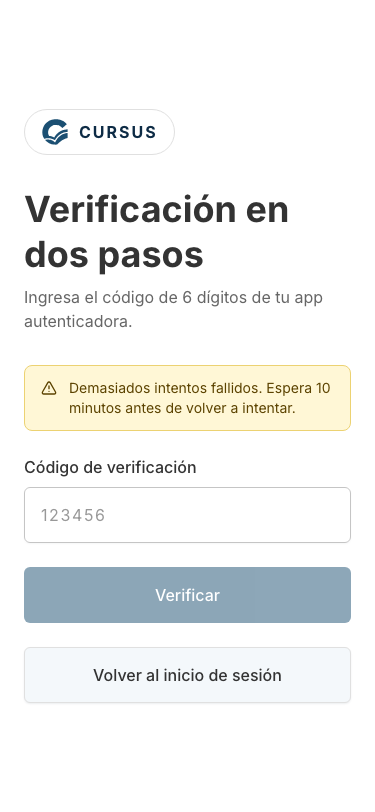 CURSUS
Verificación en
dos pasos
Ingresa el código de 6 dígitos de tu app
autenticadora.
Demasiados intentos fallidos. Espera 10
minutos antes de volver a intentar.
Código de verificación
123456
Verificar
Volver al inicio de sesión